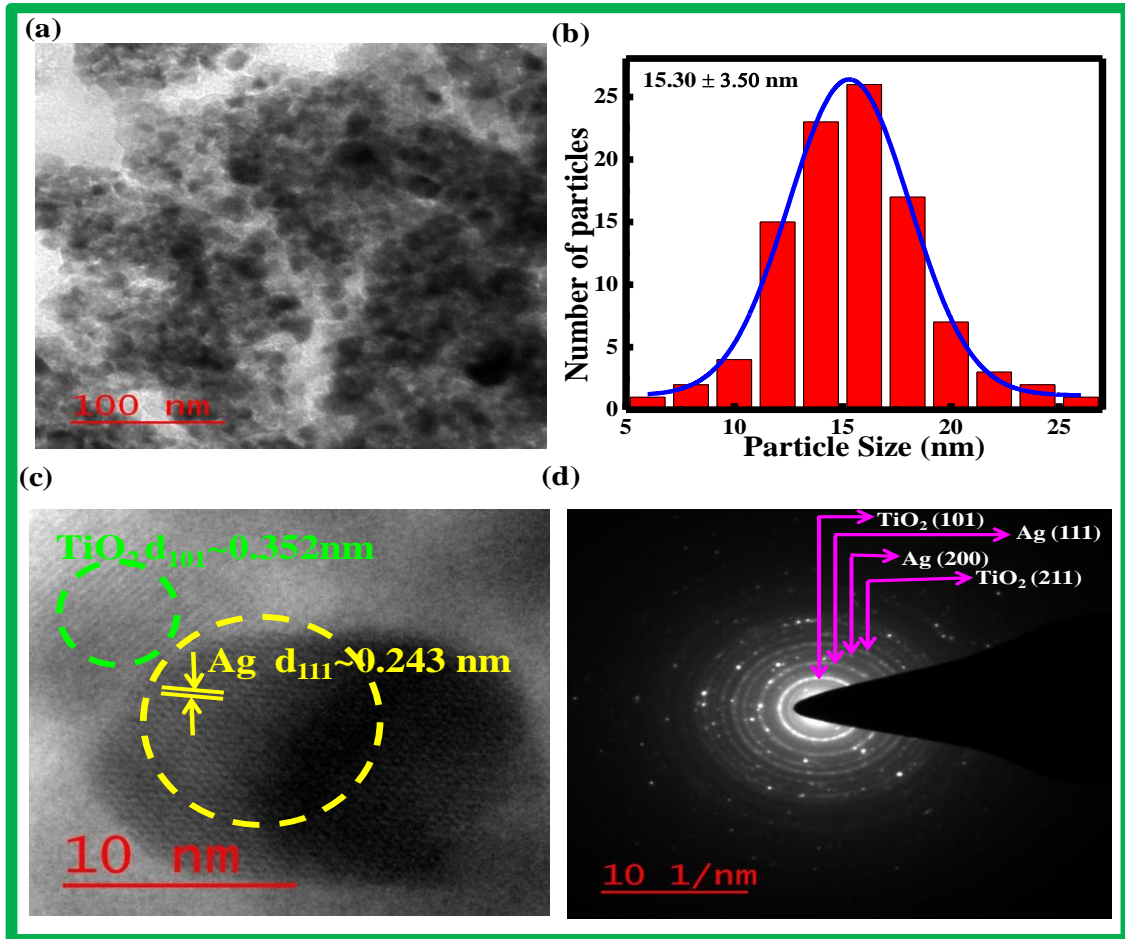 (a)
100 nm
(b)
15.30 ± 3.50 nm
Number of particles
25
20
15
10
5
0
5 10 15 20 25
Particle Size (nm)
(c)
TiO₂ d₁₀₁~0.352nm
Ag d₁₁₁~0.243 nm
10 nm
(d)
TiO₂ (101)
Ag (111)
Ag (200)
TiO₂ (211)
10 1/nm